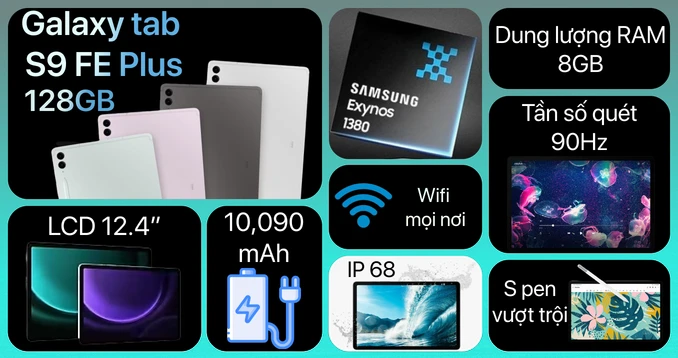 Galaxy tab
S9 FE Plus
128GB
SAMSUNG
Exynos
1380
Dung lượng RAM
8GB
Tần số quét
90Hz
Wifi
mọi nơi
LCD 12.4”
10,090
mAh
IP 68
S pen
vượt trội